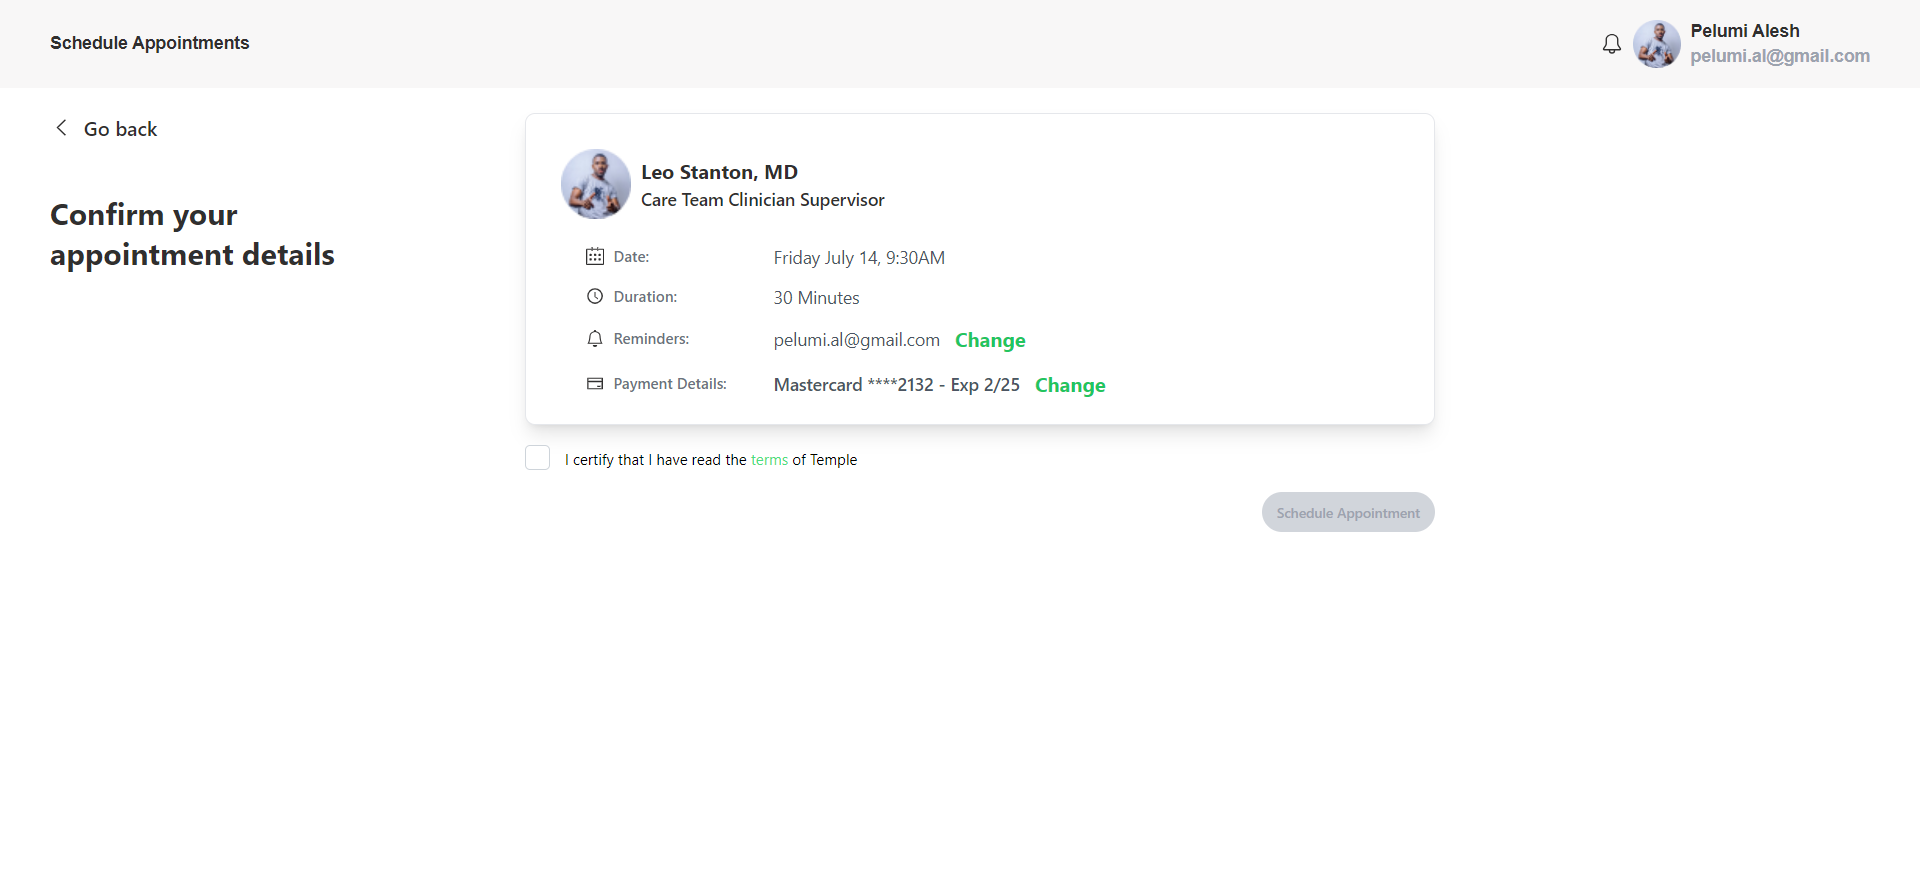 Schedule Appointments
Pelumi Alesh
pelumi.al@gmail.com
Go back
Confirm your
appointment details
Leo Stanton, MD
Care Team Clinician Supervisor
Date: Friday July 14, 9:30AM
Duration: 30 Minutes
Reminders: pelumi.al@gmail.com Change
Payment Details: Mastercard ****2132 - Exp 2/25 Change
I certify that I have read the terms of Temple
Schedule Appointment